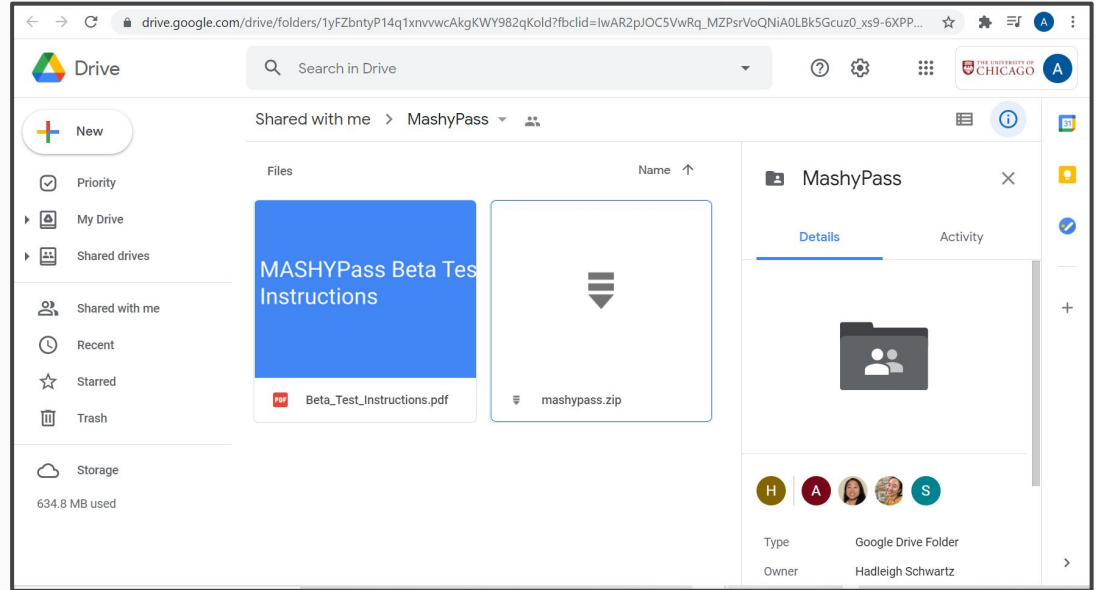 drive.google.com/drive/folders/1yFZbntyP14q1xnvvwcAkgKWY982qKold?fbclid=IwAR2pJOC5VwRq_MZPsrVoQNiA0LBk5Gcuz0_xs9-6XPP...
A
Drive
Search in Drive
THE UNIVERSITY OF
CHICAGO
A
New
Shared with me > MashyPass
31
Priority
My Drive
Shared drives
Shared with me
Recent
Starred
Trash
Storage
634.8 MB used
Files
Name
MASHYPass Beta Tes
Instructions
PDF
Beta_Test_Instructions.pdf
mashypass.zip
MashyPass
Details
Activity
H A S
Type Google Drive Folder
Owner Hadleigh Schwartz